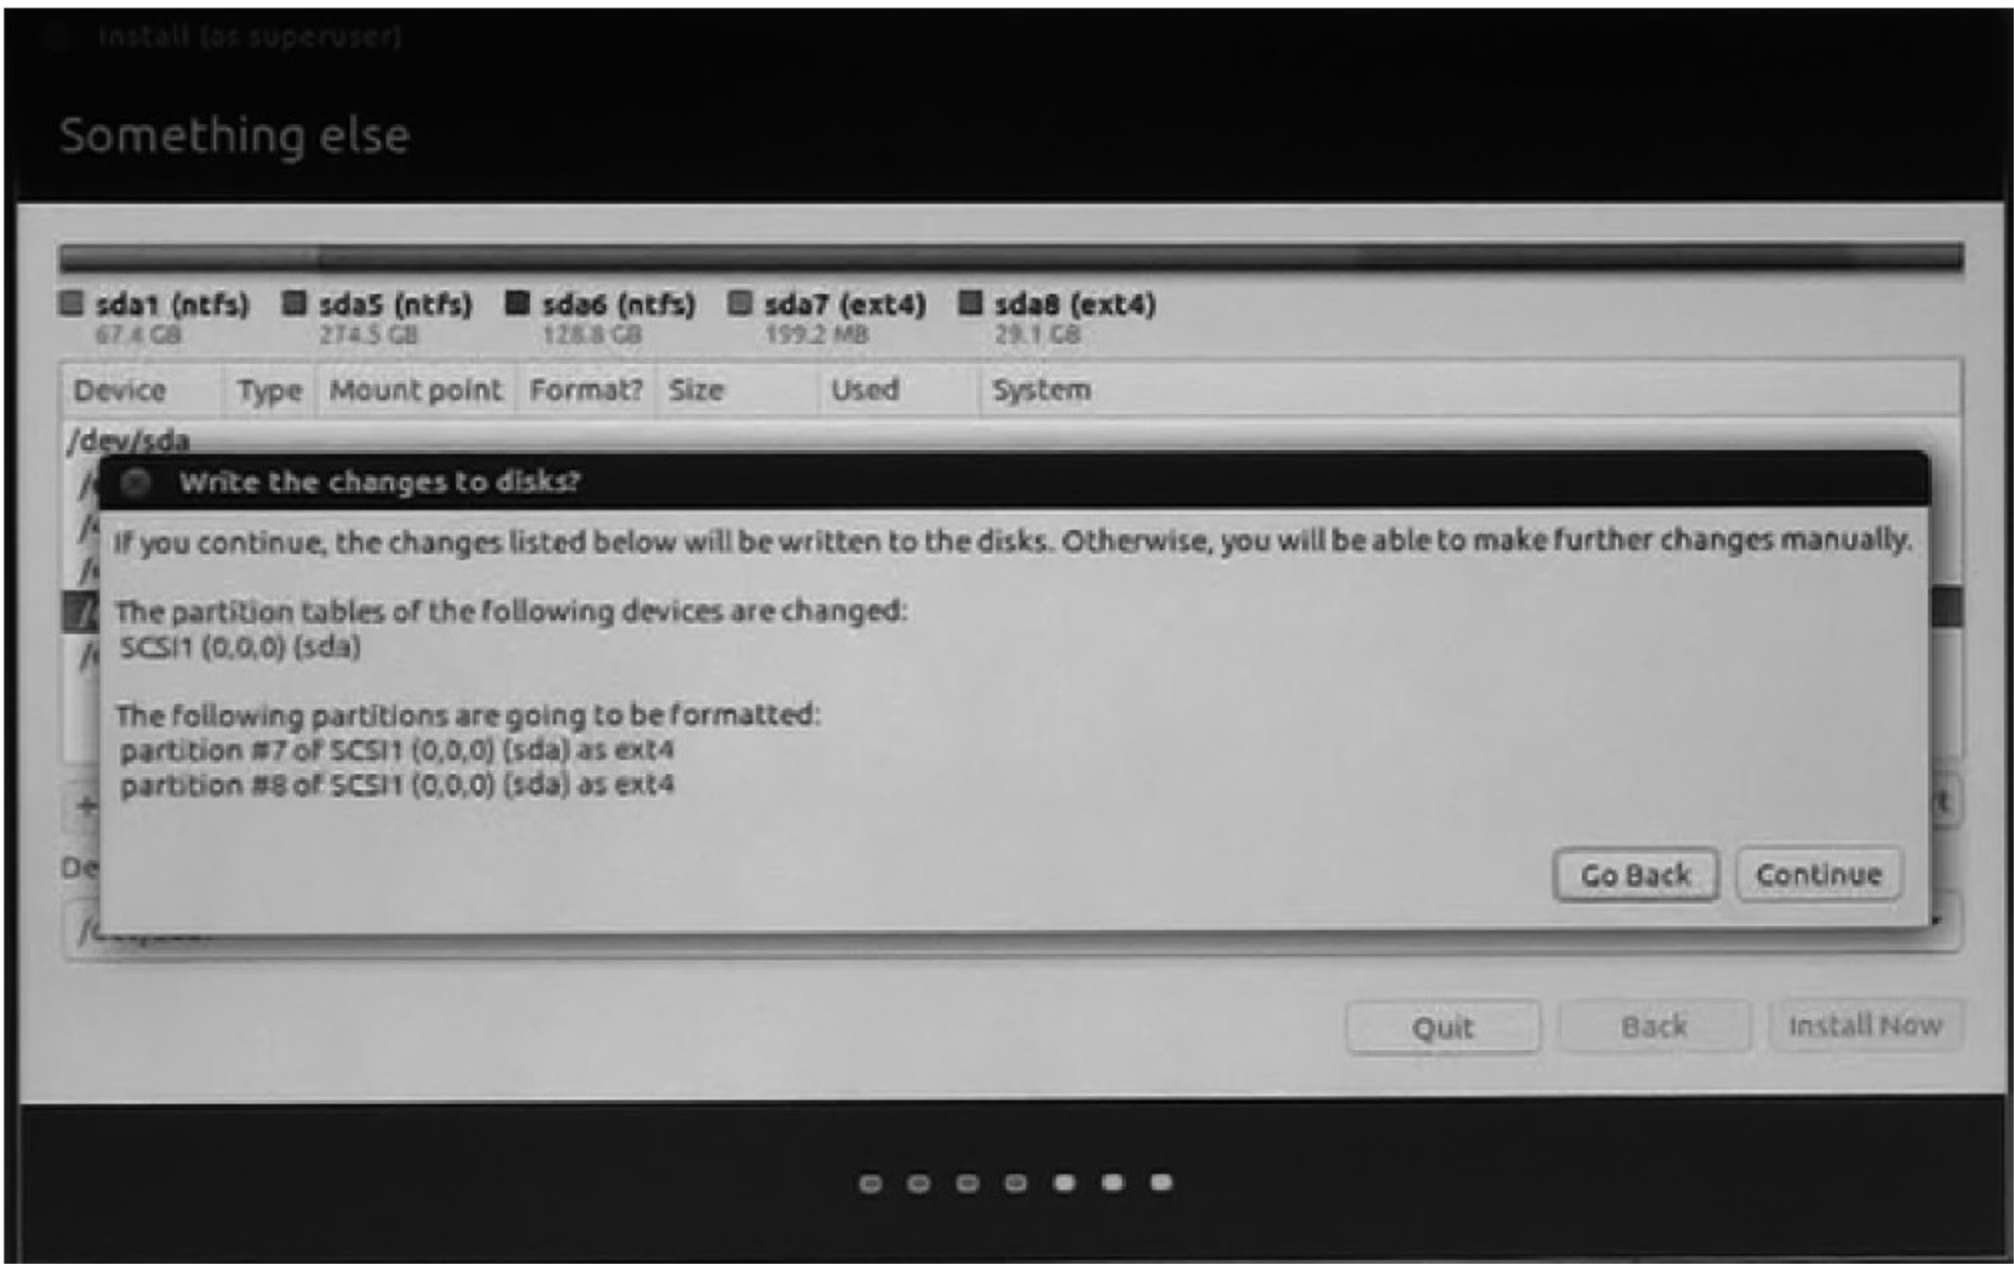 Install (as superuser)
Something else
sda1 (ntfs) sda5 (ntfs) sda6 (ntfs) sda7 (ext4) sda8 (ext4)
67.4 GB 274.5 GB 128.8 GB 199.2 MB 29.1 GB
Device Type Mount point Format? Size Used System
/dev/sda
Write the changes to disks?
If you continue, the changes listed below will be written to the disks. Otherwise, you will be able to make further changes manually.
The partition tables of the following devices are changed:
SCSI1 (0,0,0) (sda)
The following partitions are going to be formatted:
partition #7 of SCSI1 (0,0,0) (sda) as ext4
partition #8 of SCSI1 (0,0,0) (sda) as ext4
+
Go Back Continue
Quit Back Install Now